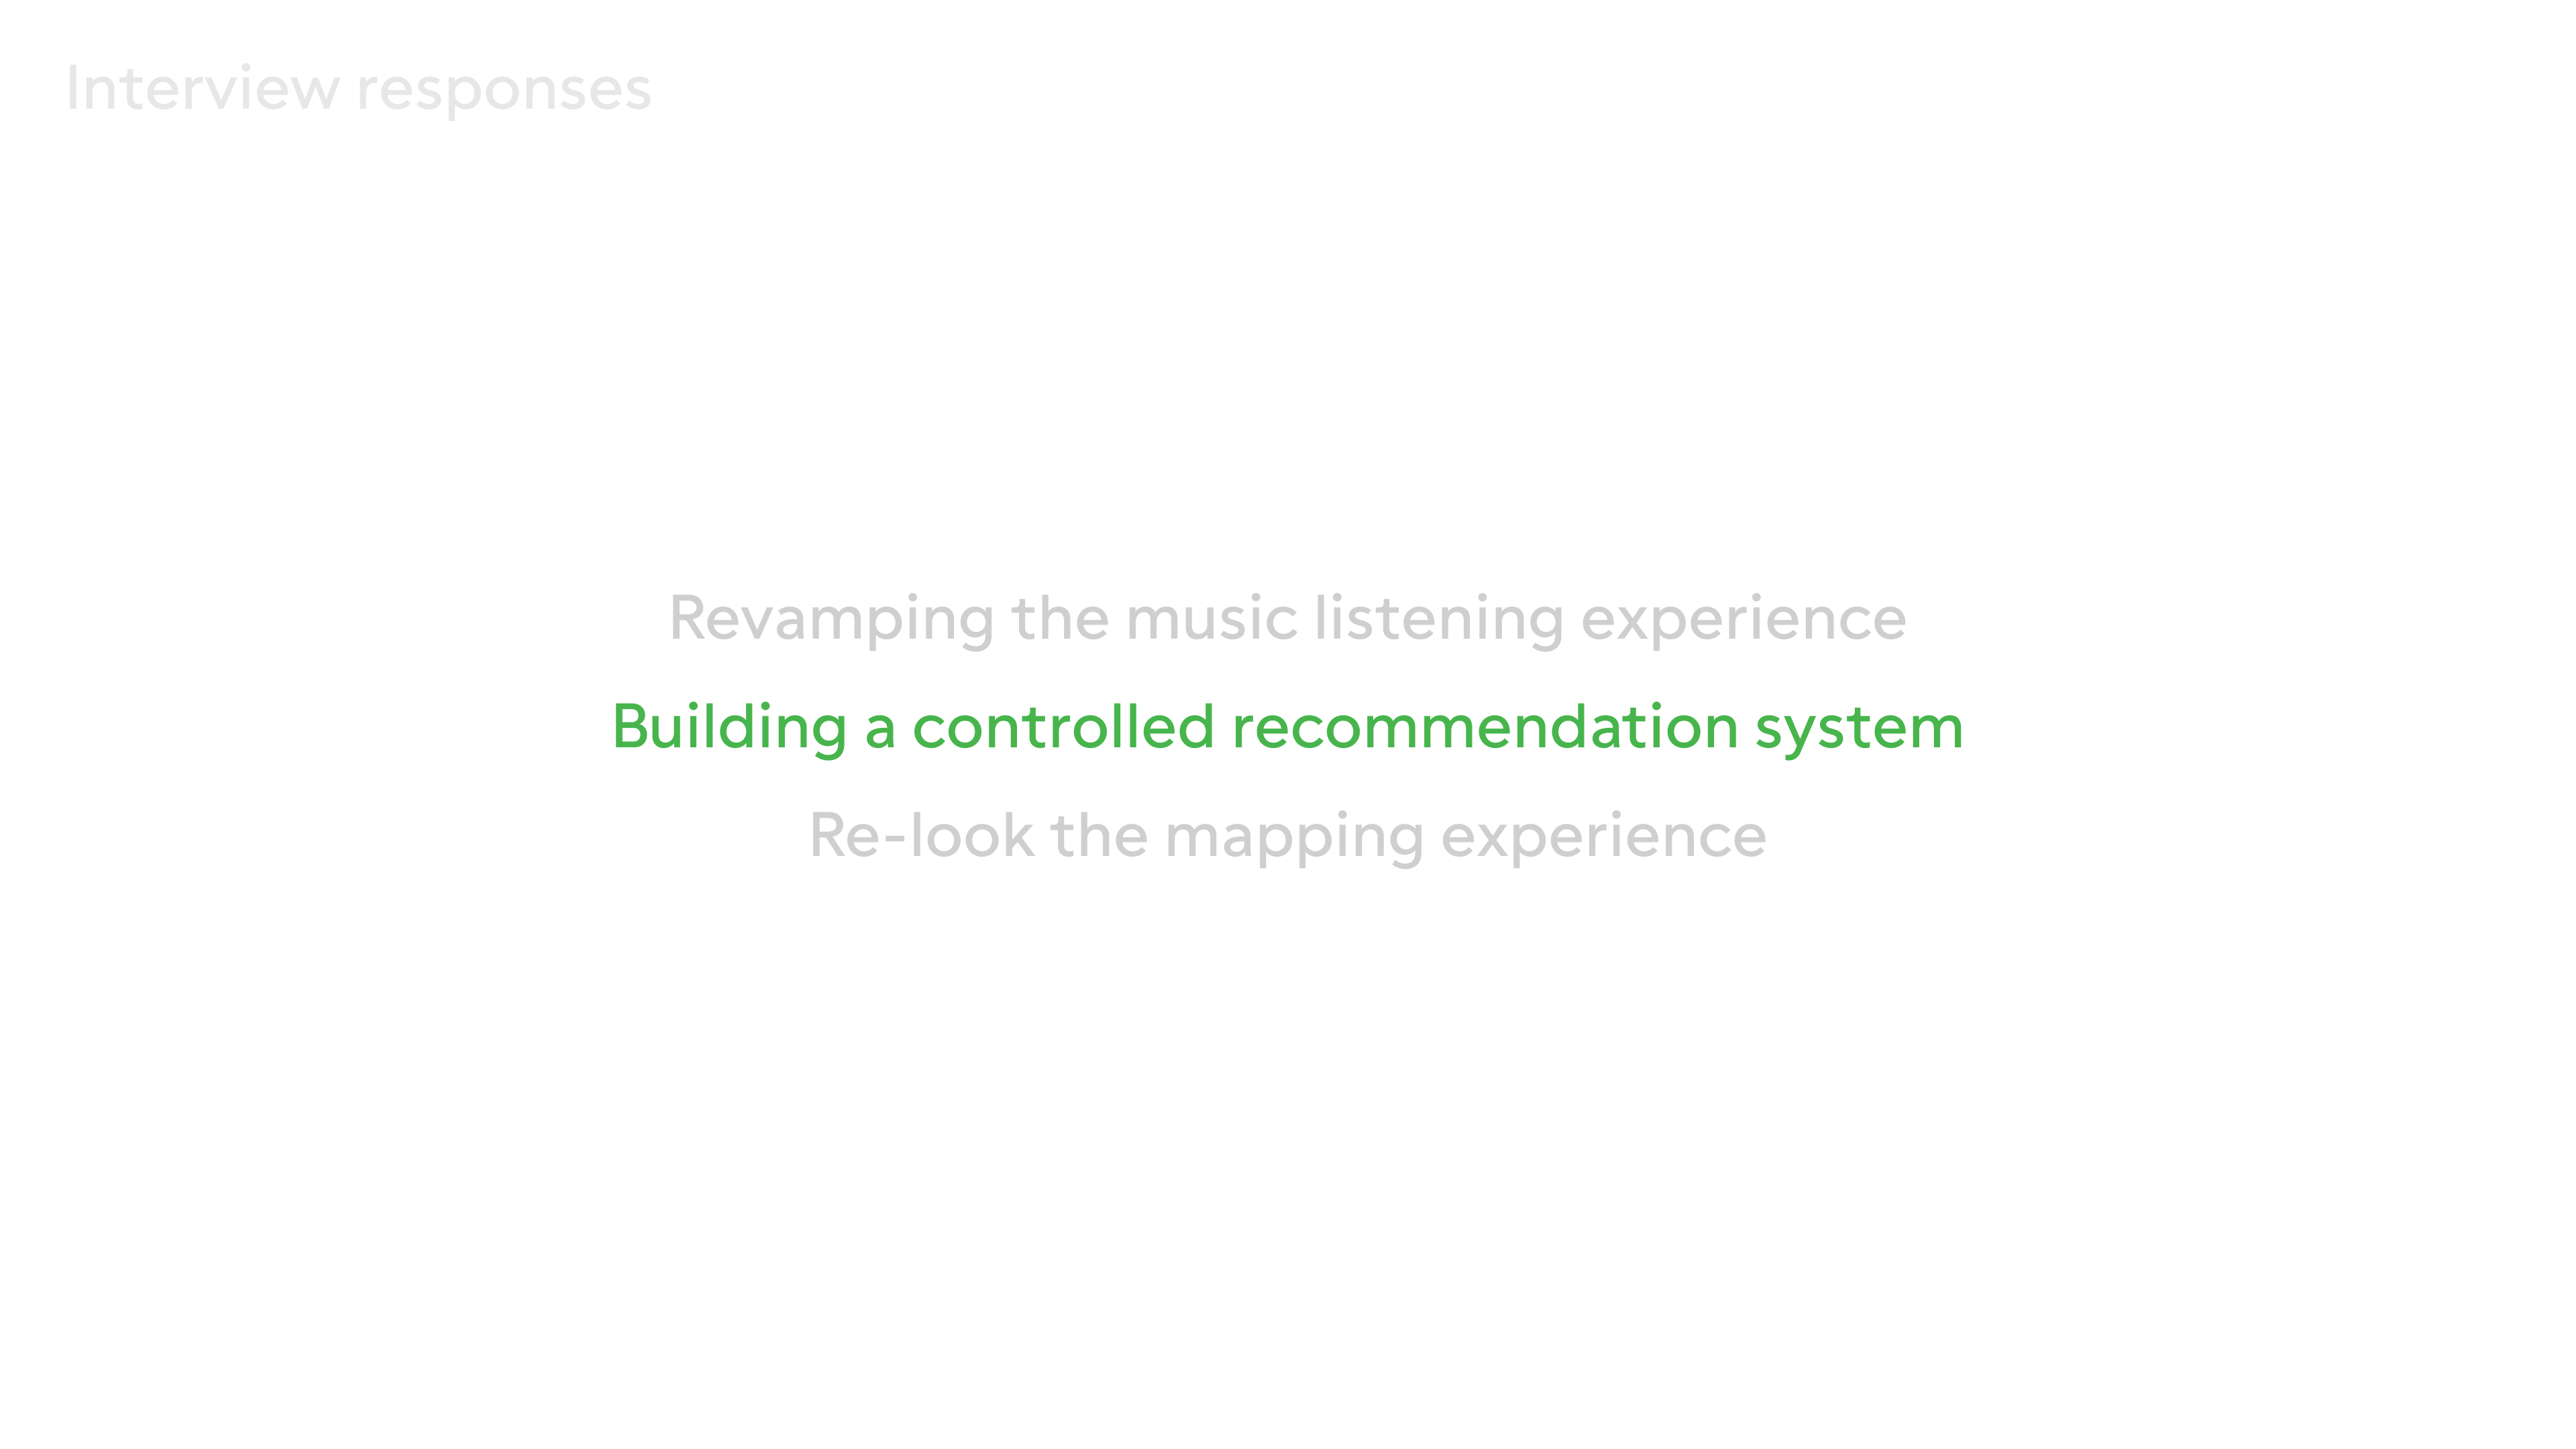 Interview responses
Revamping the music listening experience
Building a controlled recommendation system
Re-look the mapping experience